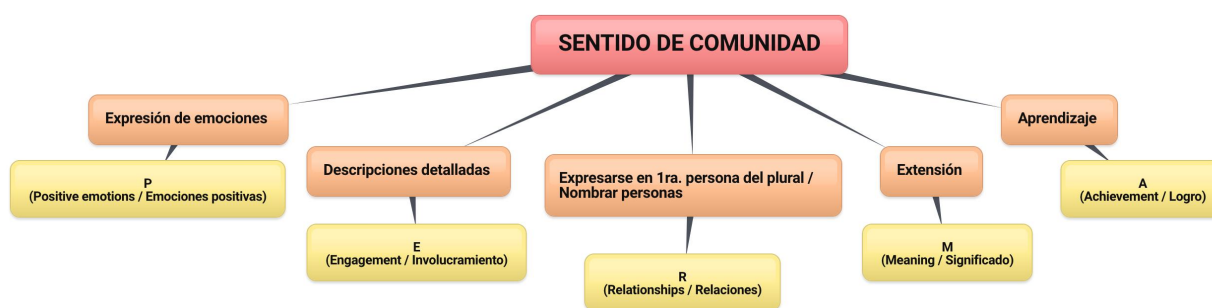 SENTIDO DE COMUNIDAD
Expresión de emociones
P
(Positive emotions / Emociones positivas)
Descripciones detalladas
E
(Engagement / Involucramiento)
Expresarse en 1ra. persona del plural /
Nombrar personas
R
(Relationships / Relaciones)
Extensión
M
(Meaning / Significado)
Aprendizaje
A
(Achievement / Logro)